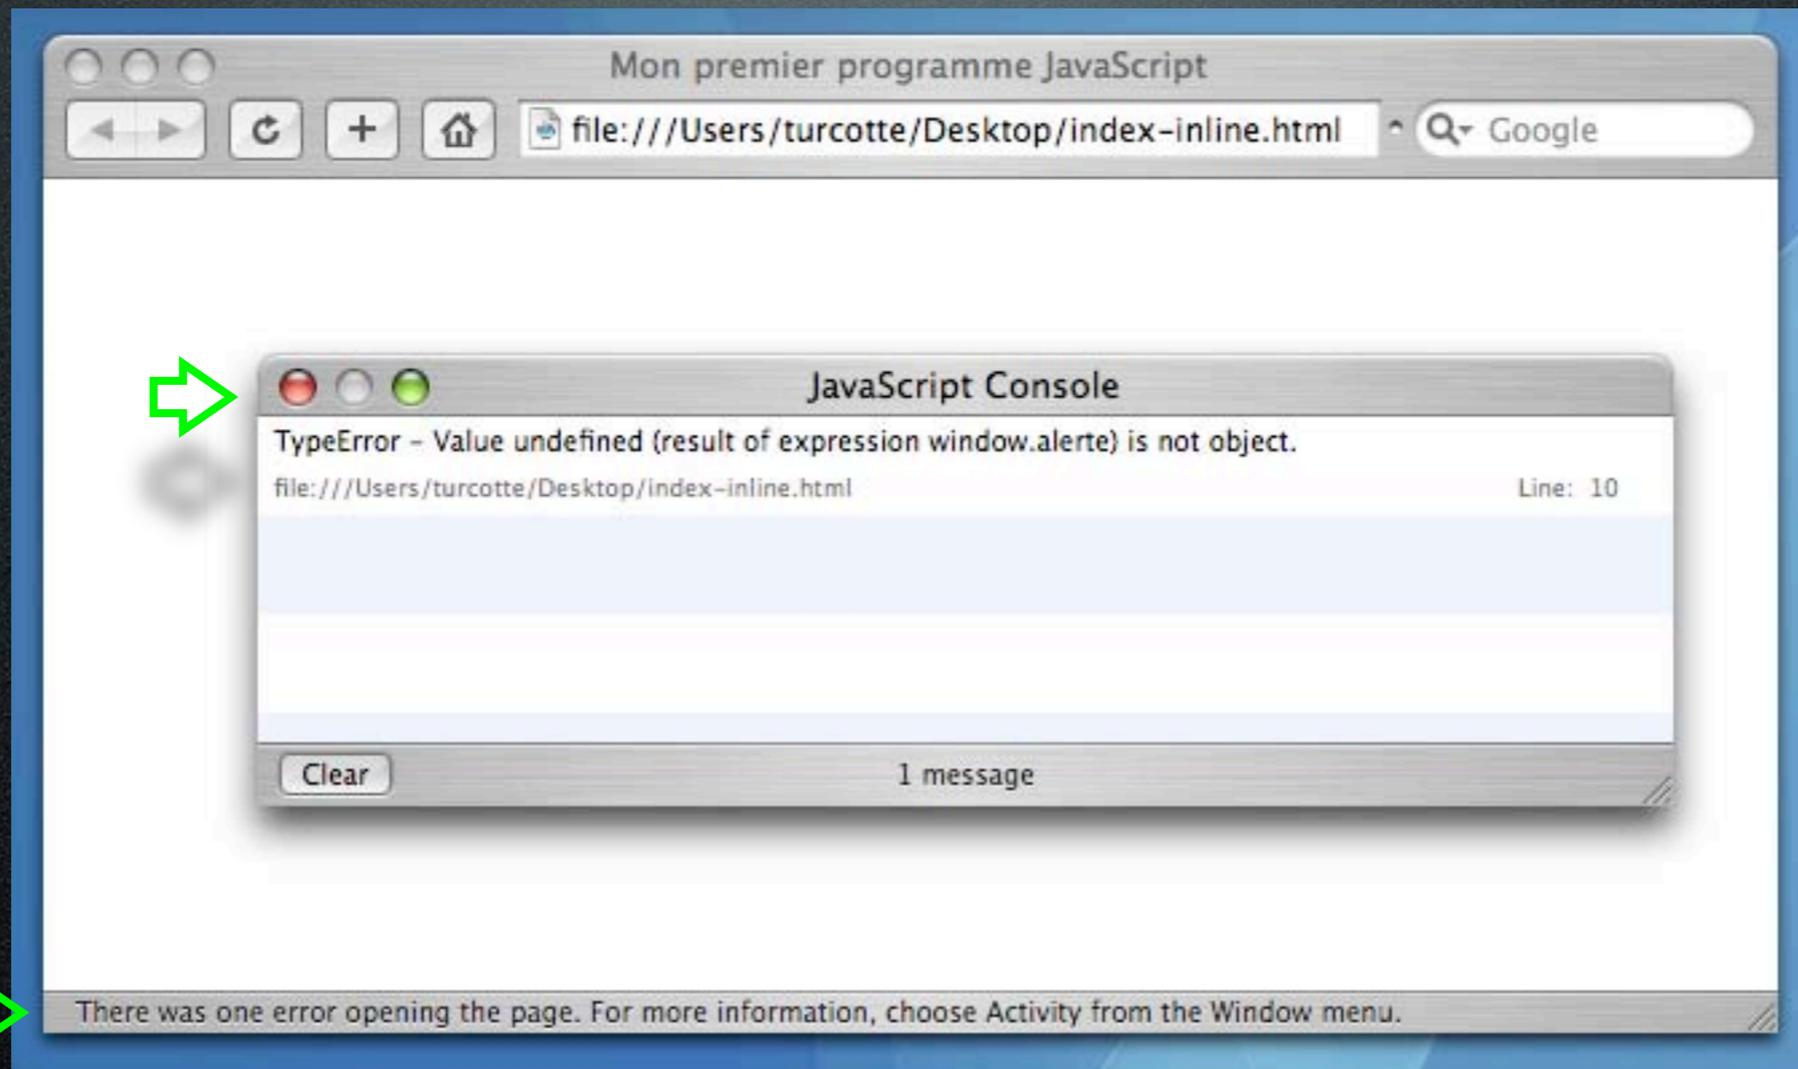 Mon premier programme JavaScript
file:///Users/turcotte/Desktop/index-inline.html
Google
JavaScript Console
TypeError – Value undefined (result of expression window.alerte) is not object.
file:///Users/turcotte/Desktop/index-inline.html Line: 10
Clear 1 message
There was one error opening the page. For more information, choose Activity from the Window menu.